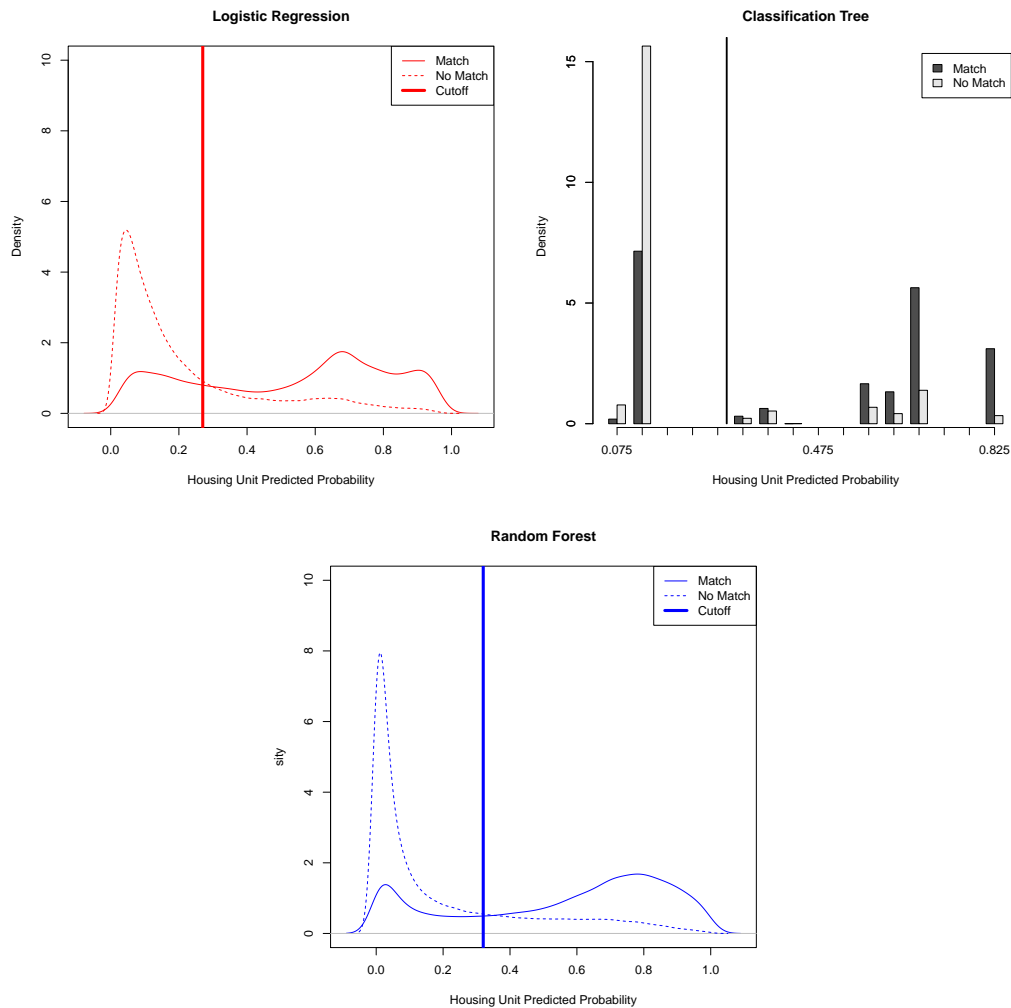 Logistic Regression
10
8
6
4
2
0
Density
Match
No Match
Cutoff
0.0 0.2 0.4 0.6 0.8 1.0
Housing Unit Predicted Probability
Classification Tree
15
10
5
0
Density
Match
No Match
0.075 0.475 0.825
Housing Unit Predicted Probability
Random Forest
10
8
6
4
2
0
sity
Match
No Match
Cutoff
0.0 0.2 0.4 0.6 0.8 1.0
Housing Unit Predicted Probability